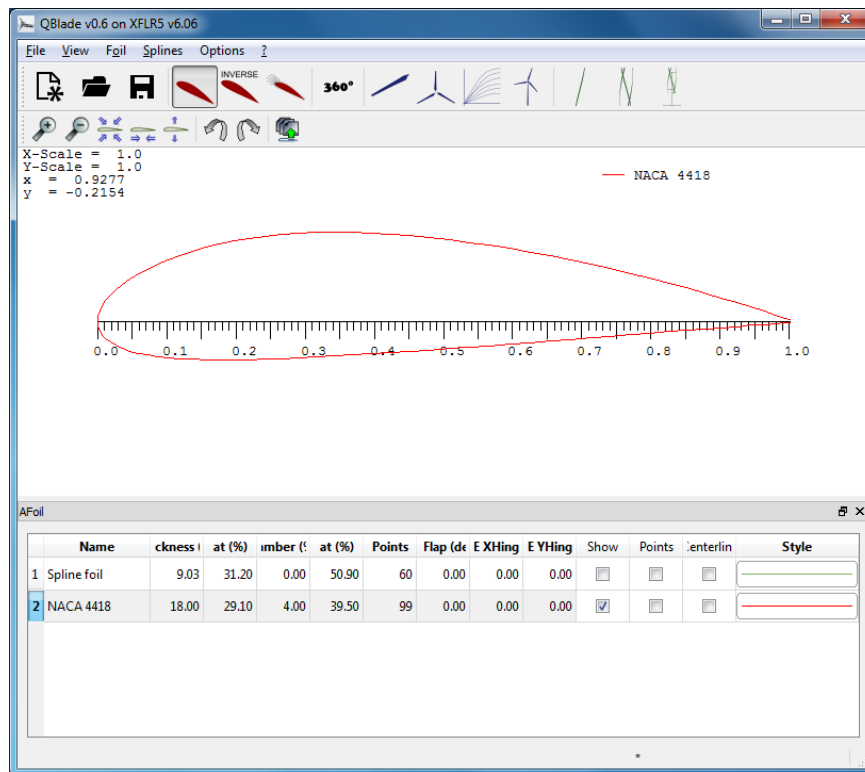 QBlade v0.6 on XFLR5 v6.06
File View Foil Splines Options ?
INVERSE
360°
X-Scale = 1.0
Y-Scale = 1.0
x = 0.9277
y = -0.2154
NACA 4418
0.0 0.1 0.2 0.3 0.4 0.5 0.6 0.7 0.8 0.9 1.0
AFoil
Name ckness ( at (%) ımber (% at (%) Points Flap (de E XHing E YHing Show Points Centerlin Style
1 Spline foil 9.03 31.20 0.00 50.90 60 0.00 0.00 0.00
2 NACA 4418 18.00 29.10 4.00 39.50 99 0.00 0.00 0.00
*